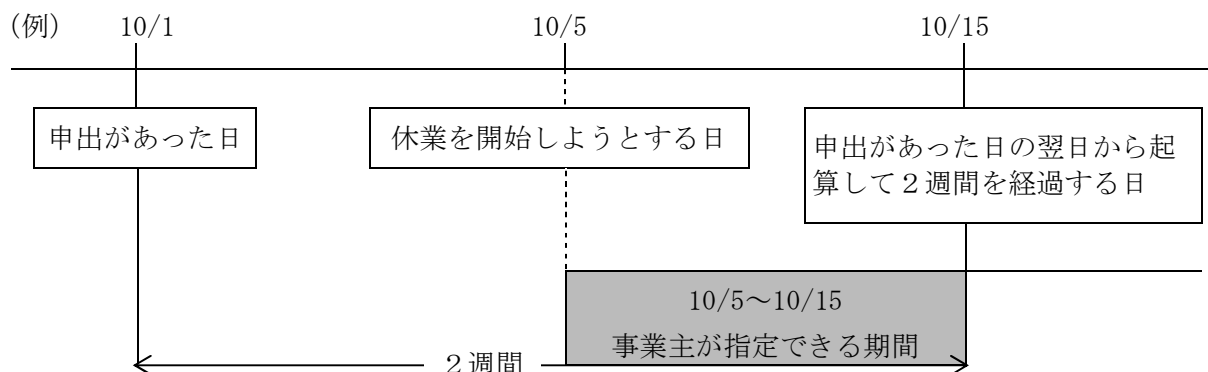 (例) 10/1 10/5 10/15
申出があった日
休業を開始しようとする日
申出があった日の翌日から起
算して２週間を経過する日
10/5～10/15
事業主が指定できる期間
２週間